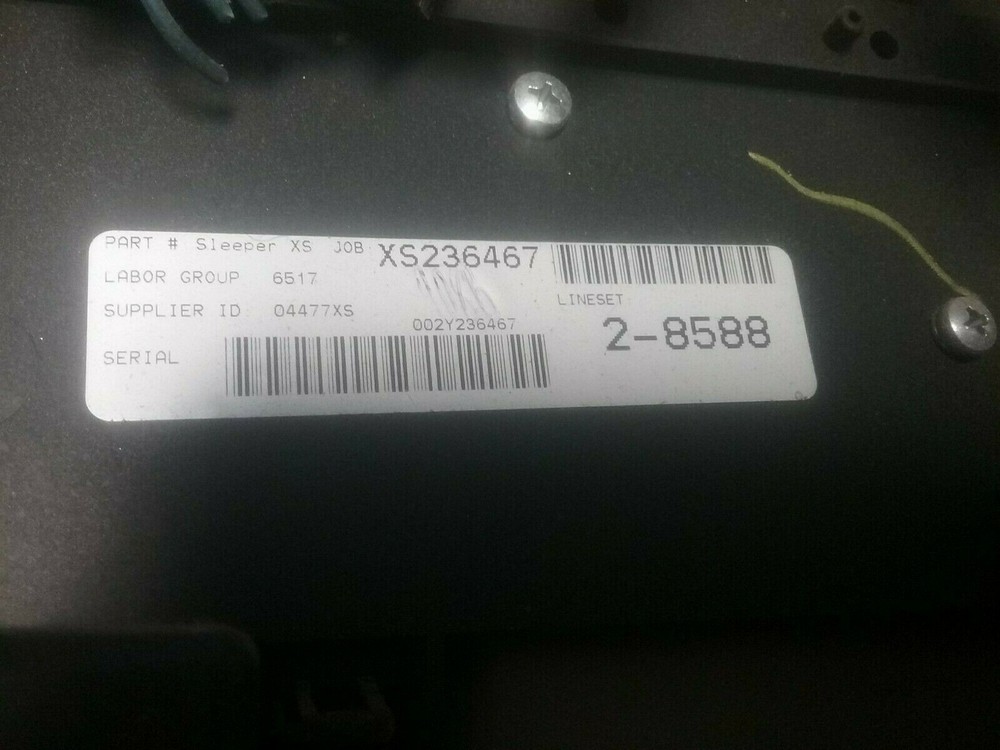 PART # Sleeper XS JOB XS236467
LABOR GROUP 6517
LINESET
SUPPLIER ID 04477XS
002Y236467
2-8588
SERIAL